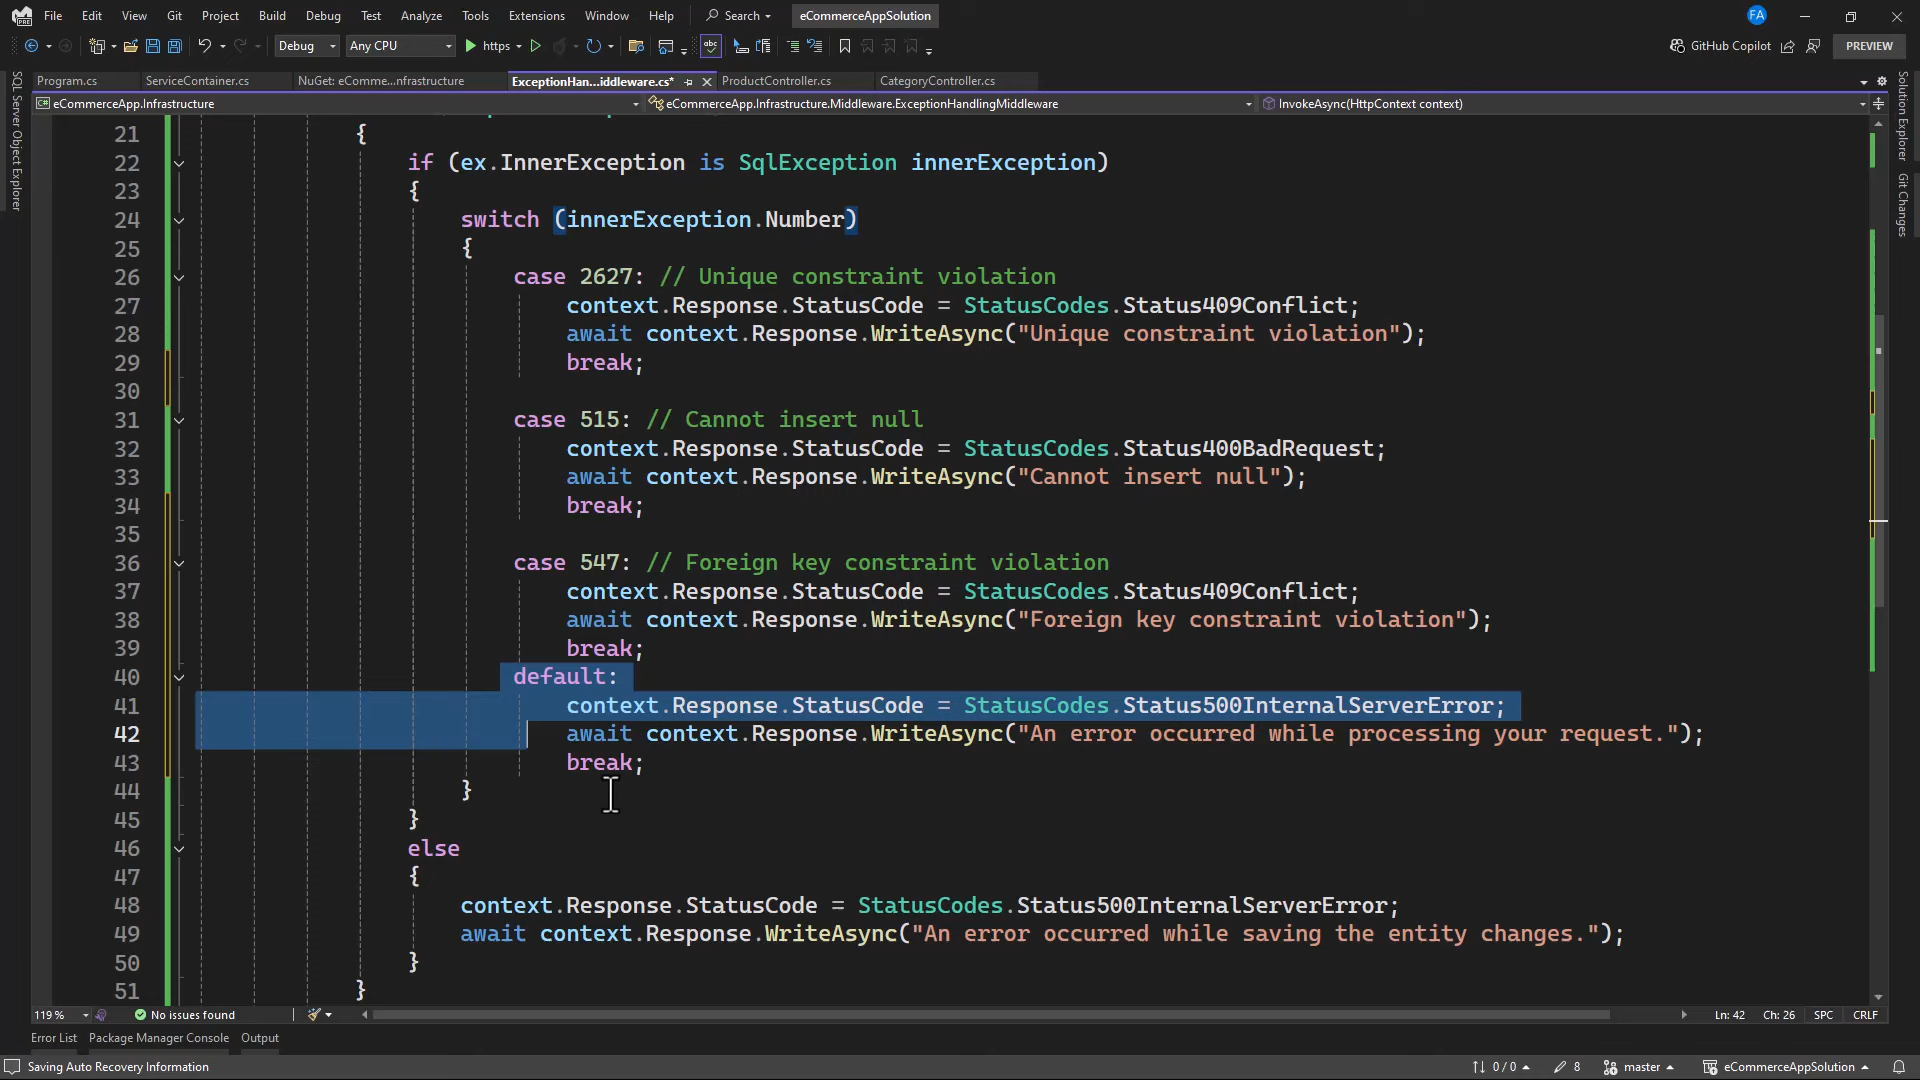 File Edit View Git Project Build Debug Test Analyze Tools Extensions Window Help Search eCommerceAppSolution FA
Debug Any CPU https abc GitHub Copilot PREVIEW
Program.cs ServiceContainer.cs NuGet: eComme...nfrastructure ExceptionHan...iddleware.cs* ProductController.cs CategoryController.cs
eCommerceApp.Infrastructure eCommerceApp.Infrastructure.Middleware.ExceptionHandlingMiddleware InvokeAsync(HttpContext context)
SQL Server Object Explorer
Solution Explorer
Git Changes
21 {
22 if (ex.InnerException is SqlException innerException)
23 {
24 switch (innerException.Number)
25 {
26 case 2627: // Unique constraint violation
27 context.Response.StatusCode = StatusCodes.Status409Conflict;
28 await context.Response.WriteAsync("Unique constraint violation");
29 break;
30
31 case 515: // Cannot insert null
32 context.Response.StatusCode = StatusCodes.Status400BadRequest;
33 await context.Response.WriteAsync("Cannot insert null");
34 break;
35
36 case 547: // Foreign key constraint violation
37 context.Response.StatusCode = StatusCodes.Status409Conflict;
38 await context.Response.WriteAsync("Foreign key constraint violation");
39 break;
40 default:
41 context.Response.StatusCode = StatusCodes.Status500InternalServerError;
42 await context.Response.WriteAsync("An error occurred while processing your request.");
43 break;
44 }
45 }
46 else
47 {
48 context.Response.StatusCode = StatusCodes.Status500InternalServerError;
49 await context.Response.WriteAsync("An error occurred while saving the entity changes.");
50 }
51 }
119 % No issues found Ln: 42 Ch: 26 SPC CRLF
Error List Package Manager Console Output
Saving Auto Recovery Information 0 / 0 8 master eCommerceAppSolution